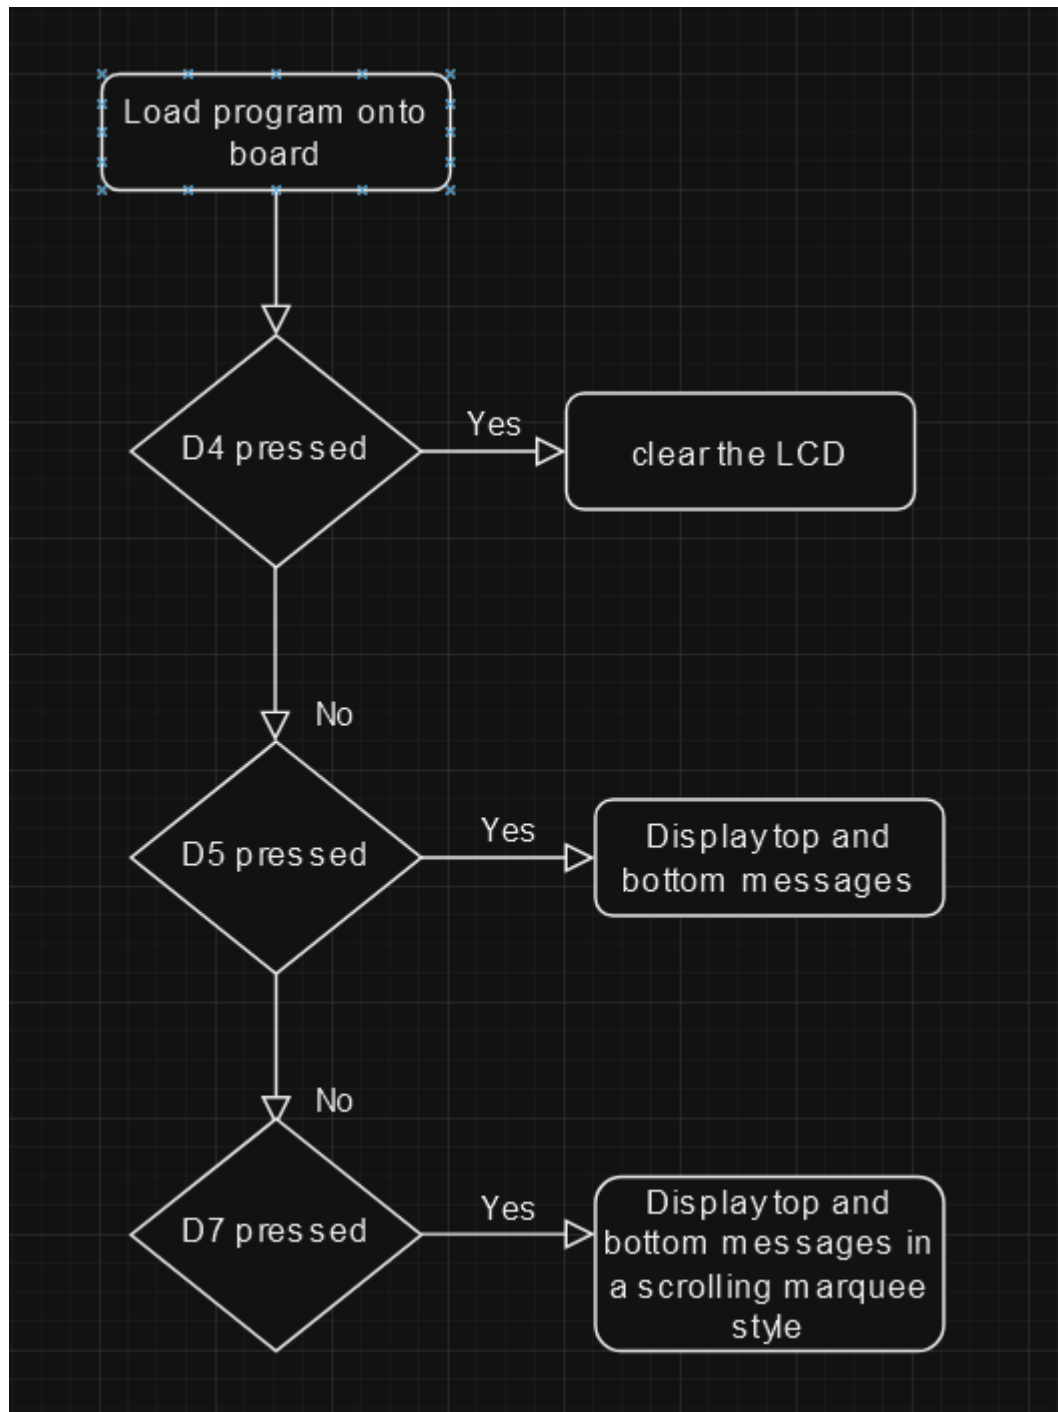 Load program onto
board
D4 pressed
Yes
clear the LCD
No
D5 pressed
Yes
Display top and
bottom messages
No
D7 pressed
Yes
Display top and
bottom messages in
a scrolling marquee
style